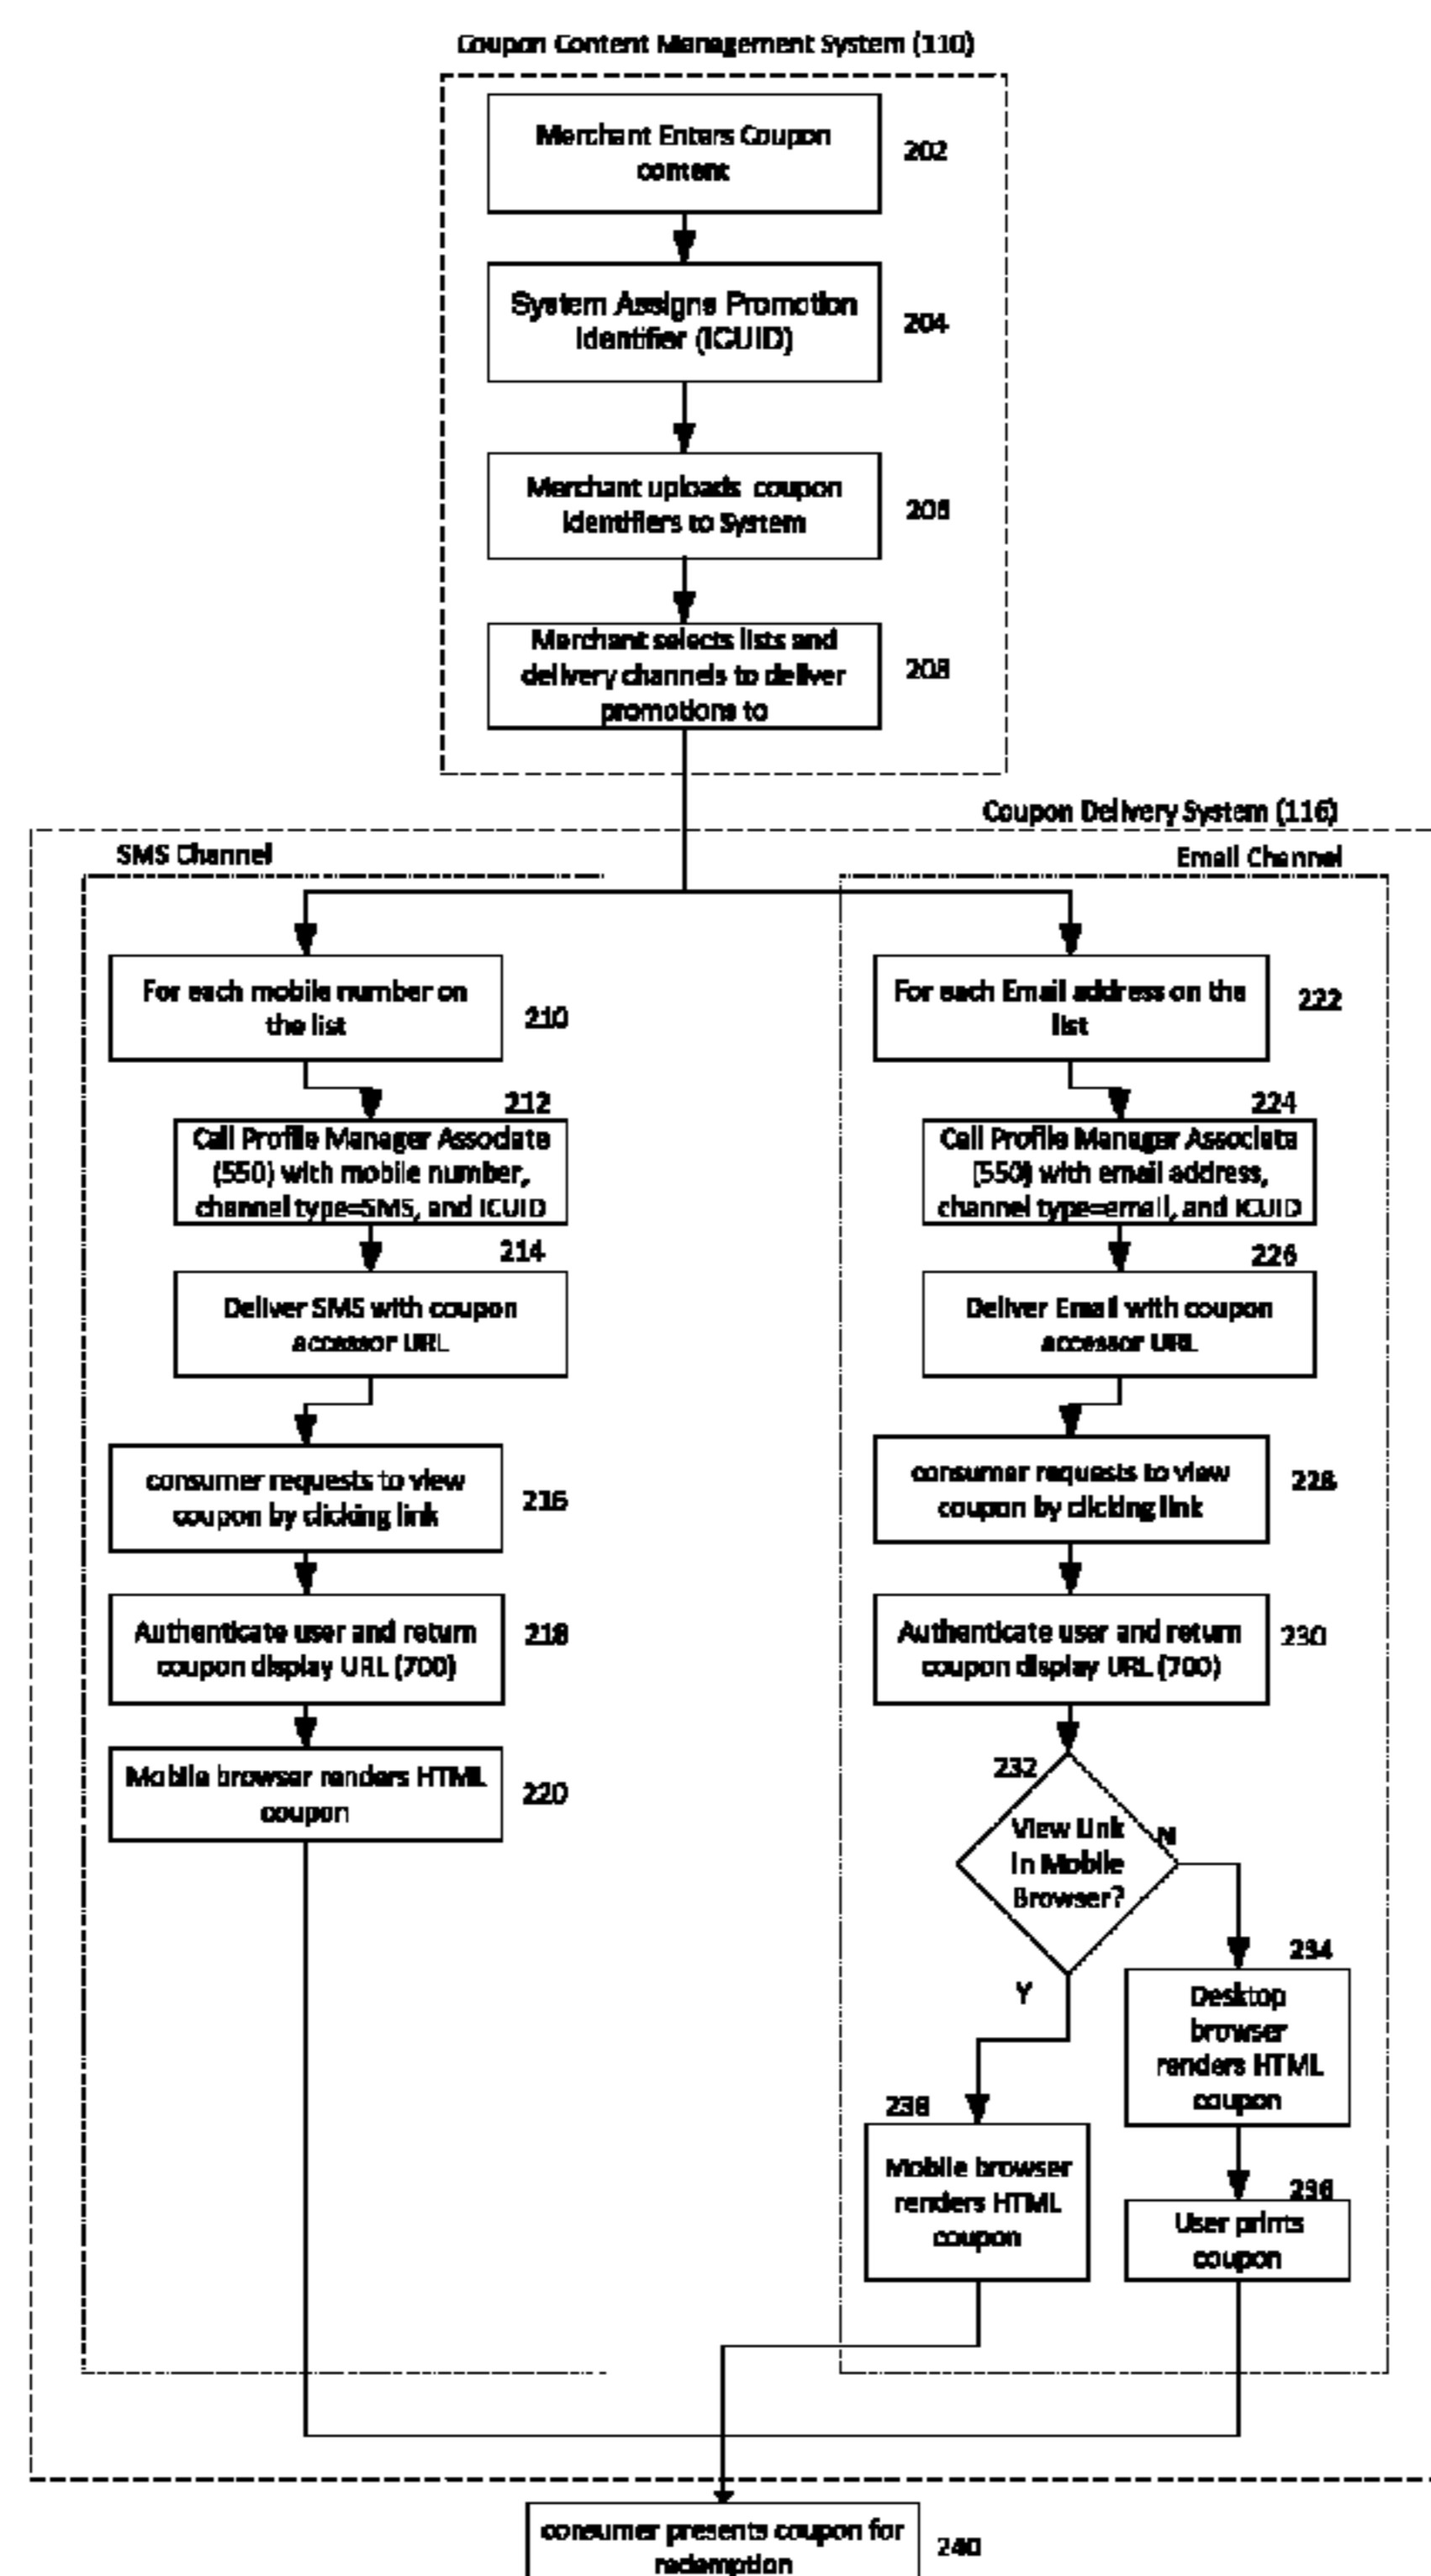 Coupon Content Management System (110)
Merchant Enters Coupon
content
202
System Assigns Promotion
Identifier (ICUID)
204
Merchant uploads coupon
identifiers to System
206
Merchant selects lists and
delivery channels to deliver
promotions to
208
Coupon Delivery System (116)
SMS Channel
For each mobile number on
the list
210
212
Call Profile Manager Associate
(550) with mobile number,
channel type=SMS, and ICUID
214
Deliver SMS with coupon
accessor URL
consumer requests to view
coupon by clicking link
216
Authenticate user and return
coupon display URL (700)
218
Mobile browser renders HTML
coupon
220
Email Channel
For each Email address on the
list
222
224
Call Profile Manager Associate
(550) with email address,
channel type=email, and ICUID
226
Deliver Email with coupon
accessor URL
consumer requests to view
coupon by clicking link
228
Authenticate user and return
coupon display URL (700)
230
232
View Link
in Mobile
Browser?
N
Y
234
Desktop
browser
renders HTML
coupon
236
User prints
coupon
238
Mobile browser
renders HTML
coupon
consumer presents coupon for
redemption
240